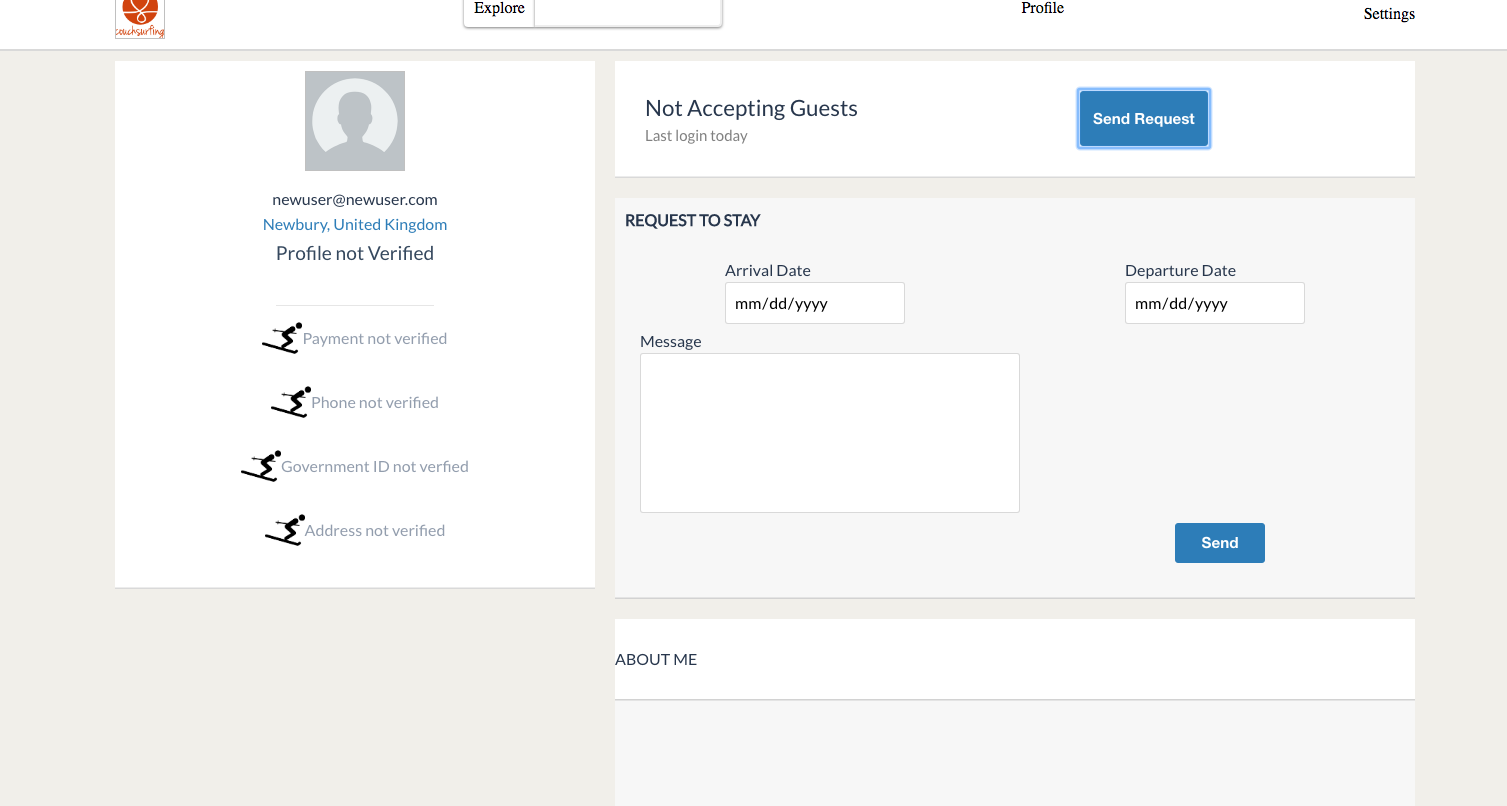 couchsurfing
Explore
Profile
Settings
newuser@newuser.com
Newbury, United Kingdom
Profile not Verified
Payment not verified
Phone not verified
Government ID not verfied
Address not verified
Not Accepting Guests
Last login today
Send Request
REQUEST TO STAY
Arrival Date
Departure Date
mm/dd/yyyy
mm/dd/yyyy
Message
Send
ABOUT ME